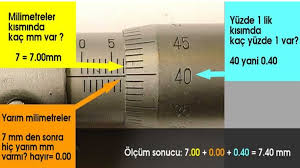 Milimetreler
kısmında
kaç mm var ?
7 = 7.00mm
Yüzde 1 lik
kısımda
kaç yüzde 1 var?
40 yani 0.40
45
40
35
Yarım milimetreler
7 mm den sonra
hiç yarım mm
varmı? hayır= 0.00
Ölçüm sonucu: 7.00 + 0.00 + 0.40 = 7.40 mm